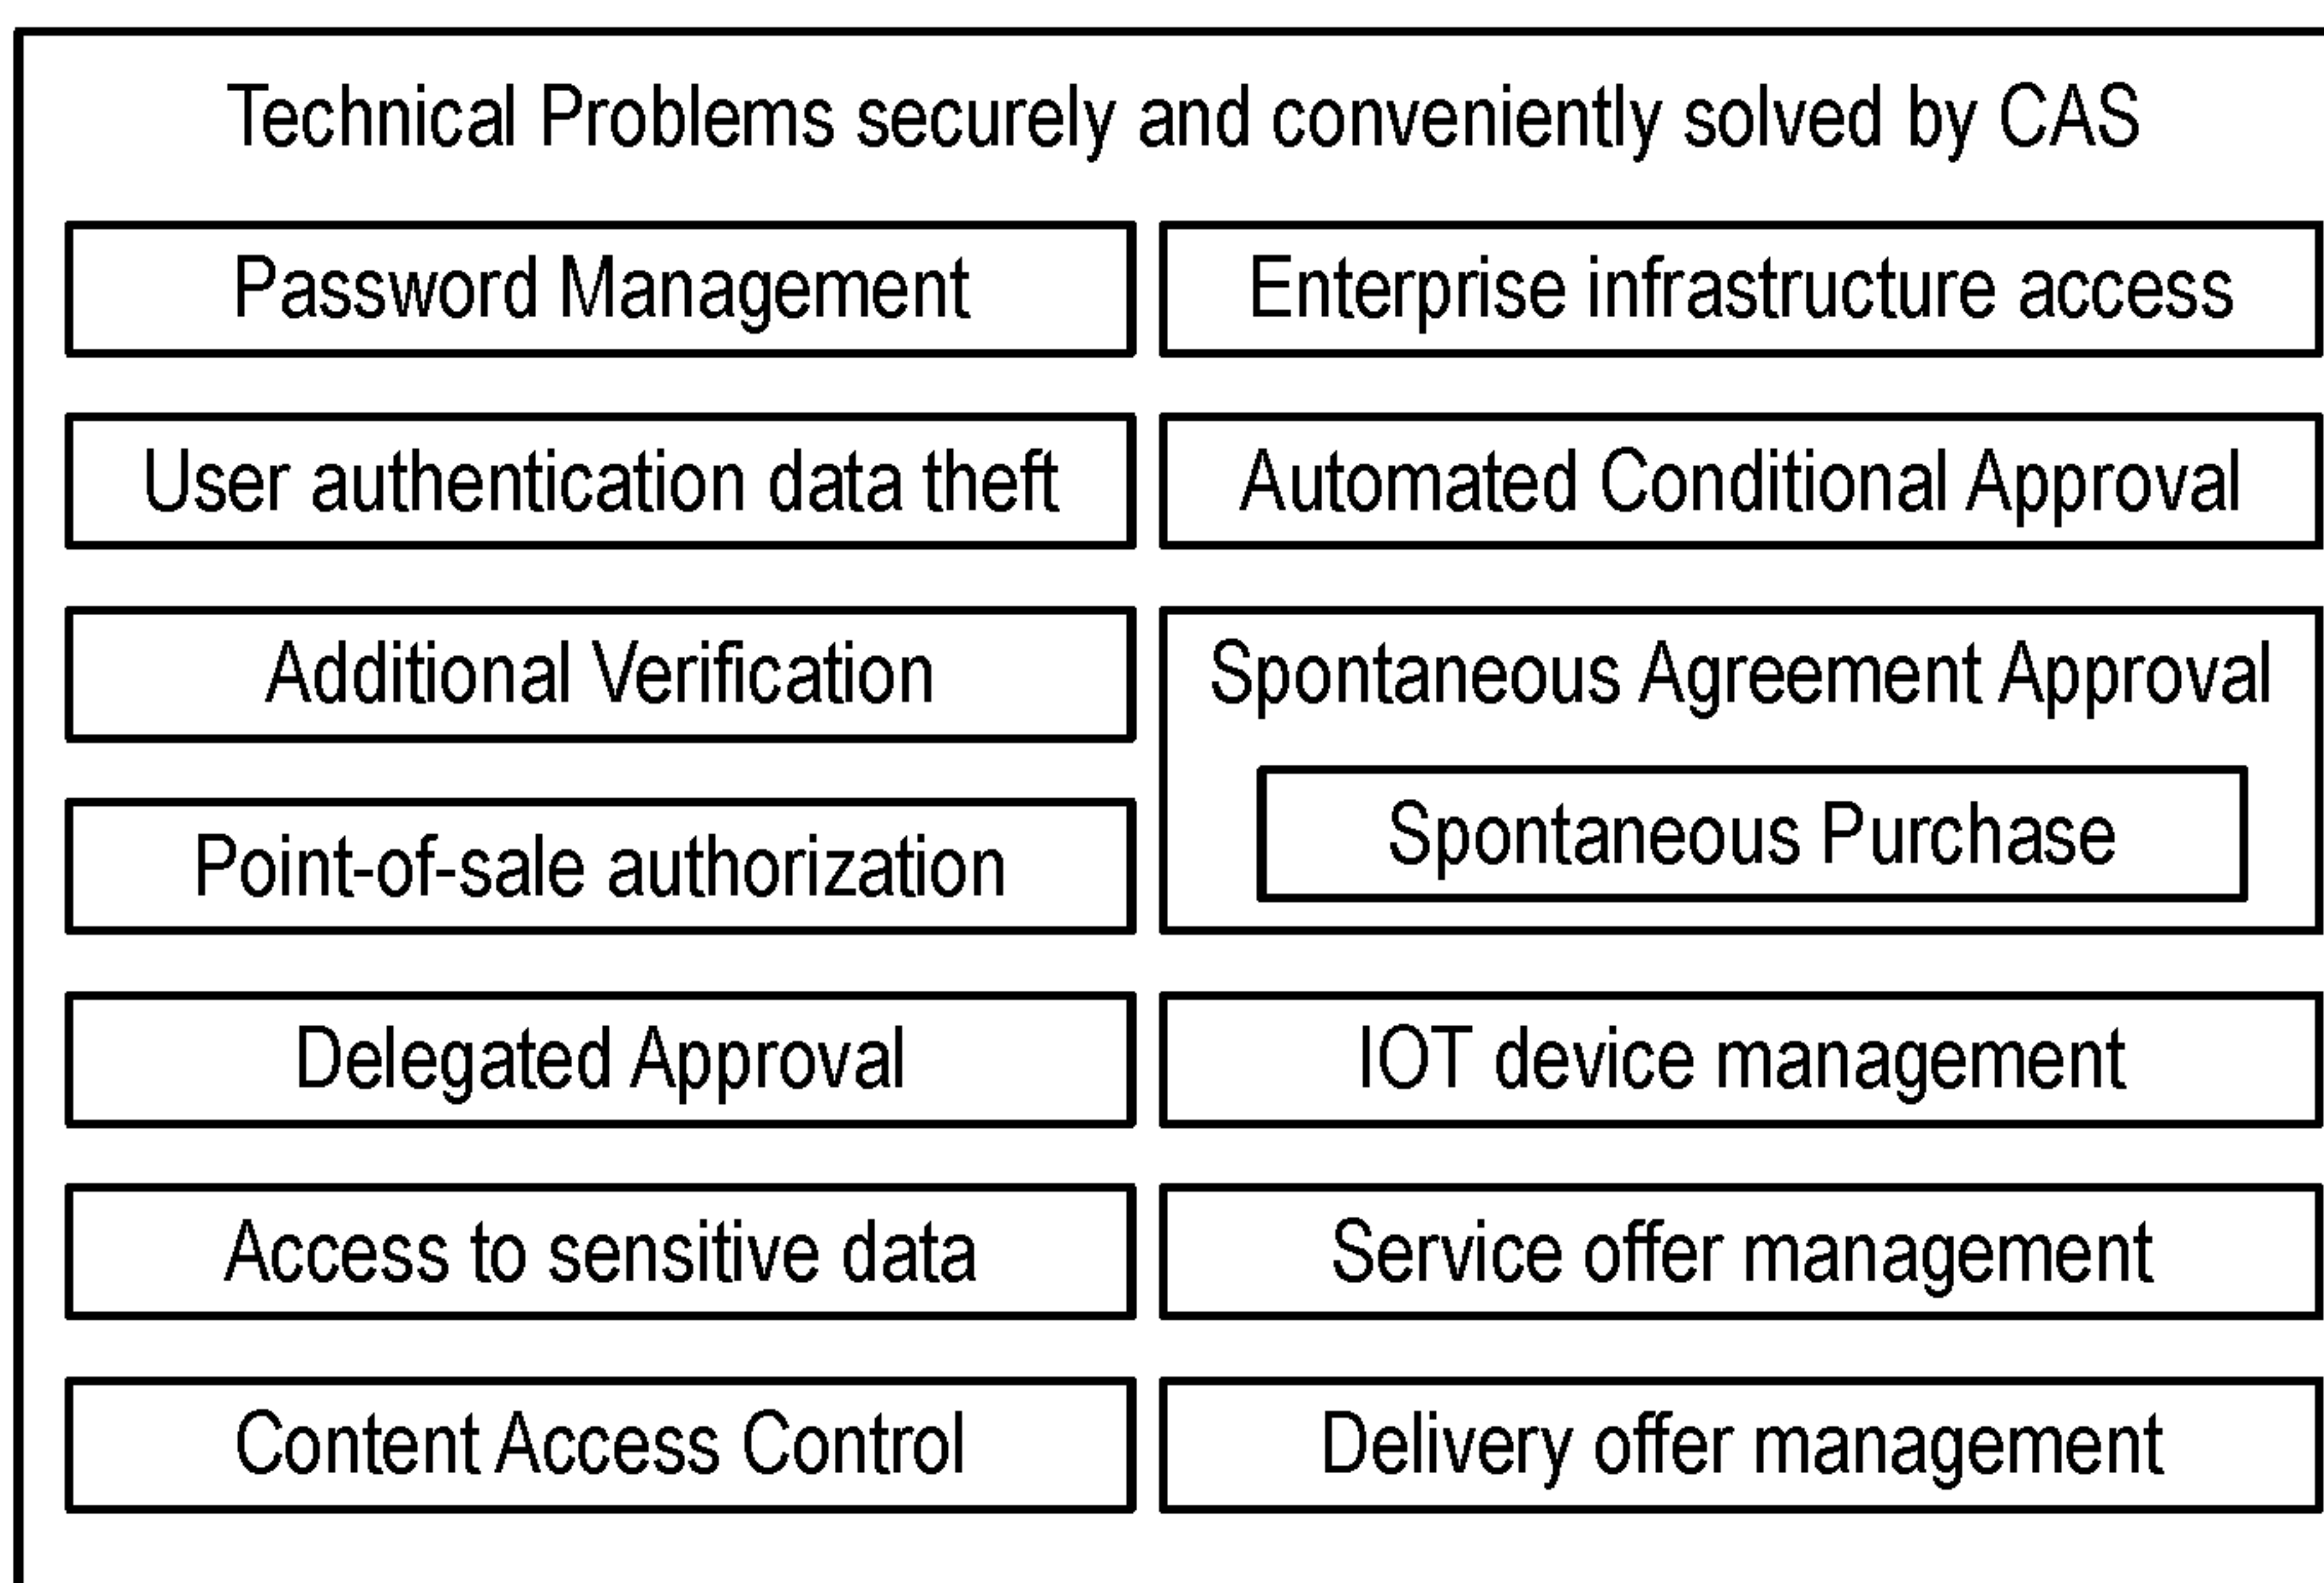 Technical Problems securely and conveniently solved by CAS
Password Management
Enterprise infrastructure access
User authentication data theft
Automated Conditional Approval
Additional Verification
Spontaneous Agreement Approval
Spontaneous Purchase
Point-of-sale authorization
Delegated Approval
IOT device management
Access to sensitive data
Service offer management
Content Access Control
Delivery offer management